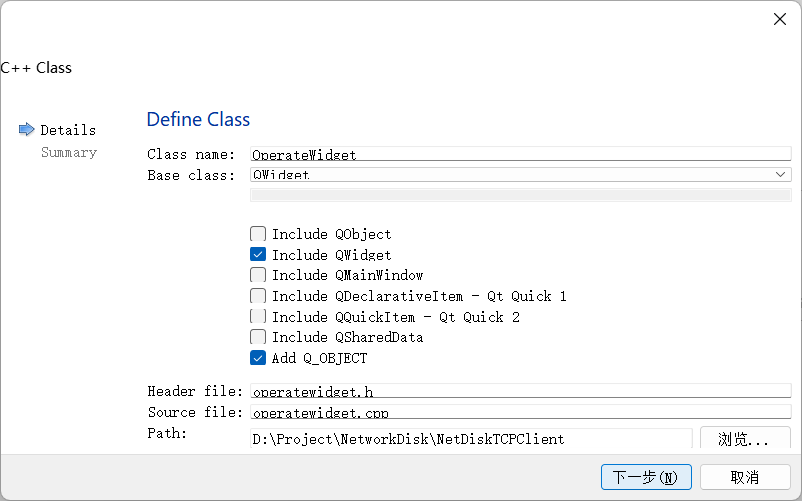 C++ Class
Define Class
Details
Summary
Class name: OperateWidget
Base class: QWidget
Include QObject
Include QWidget
Include QMainWindow
Include QDeclarativeItem - Qt Quick 1
Include QQuickItem - Qt Quick 2
Include QSharedData
Add Q_OBJECT
Header file: operatewidget.h
Source file: operatewidget.cpp
Path: D:\Project\NetworkDisk\NetDiskTCPClient 浏览...
下一步(N) 取消